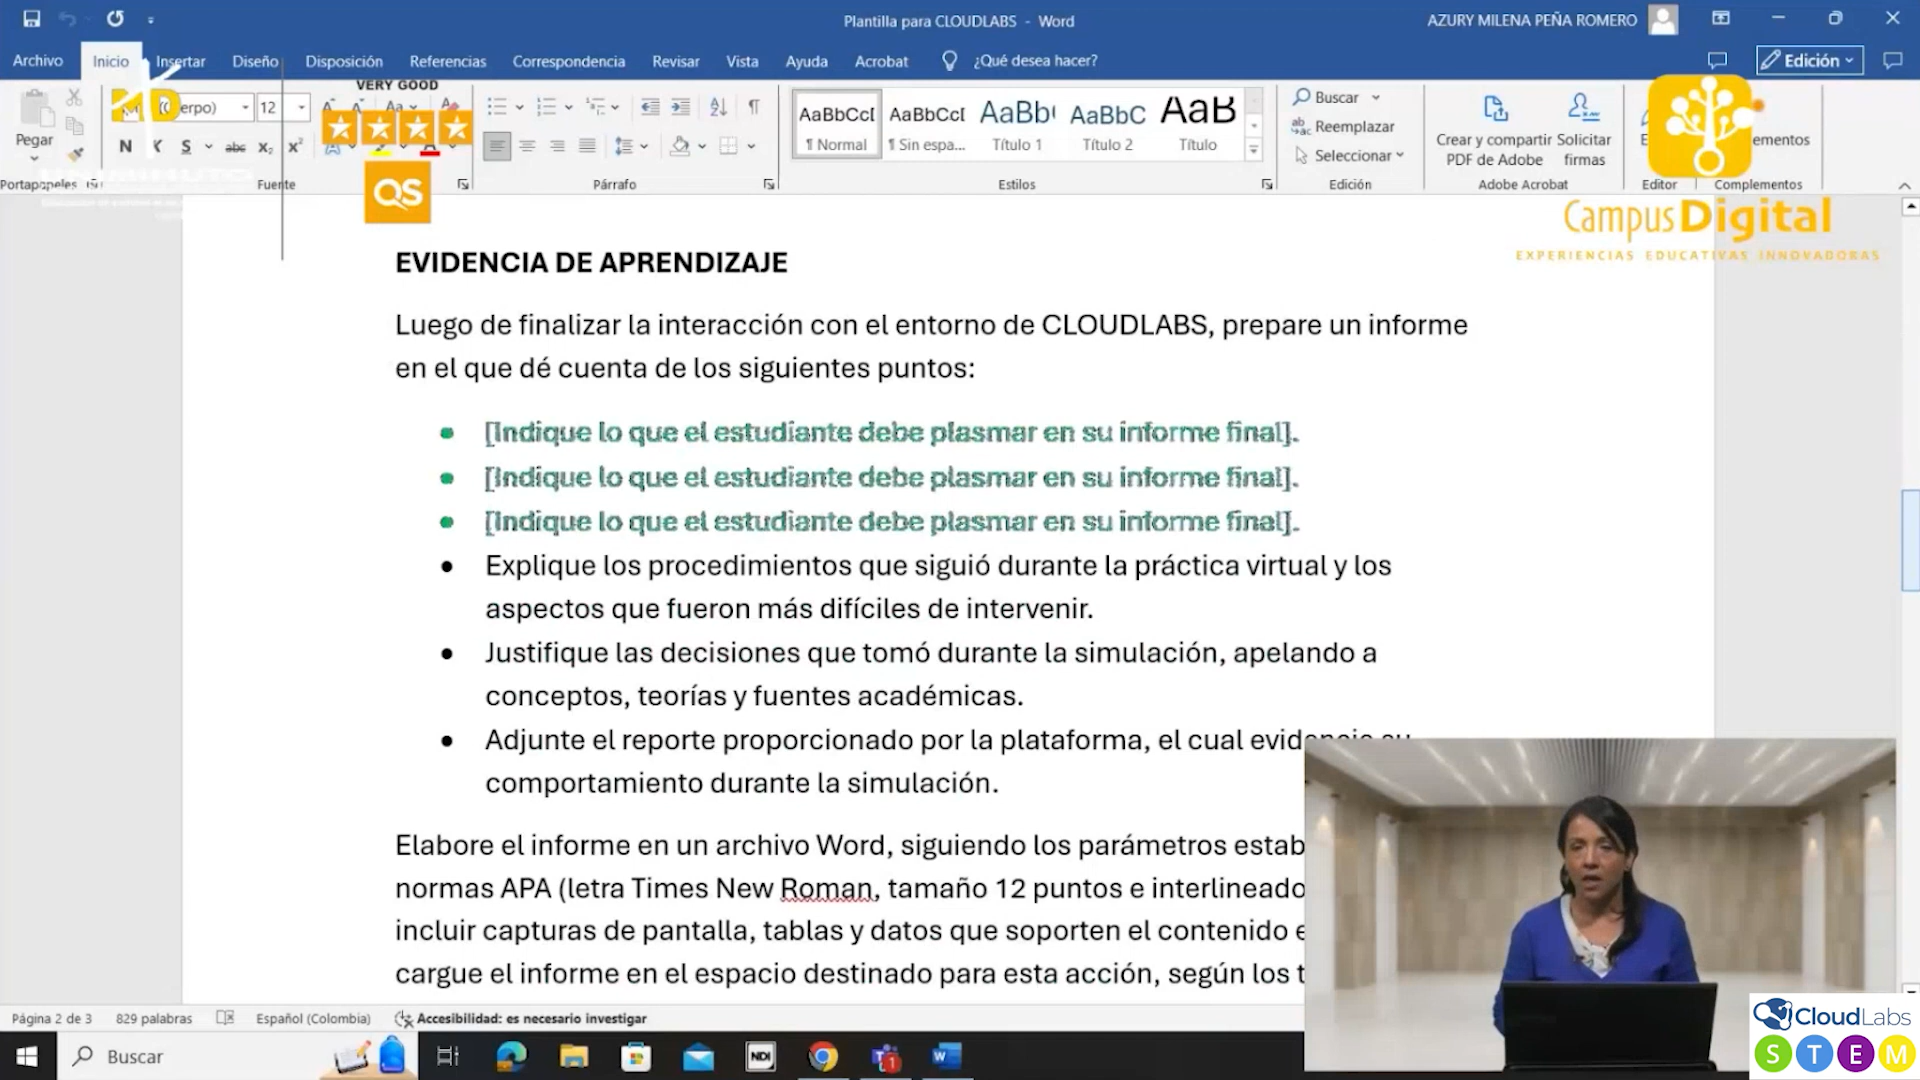 Plantilla para CLOUDLABS - Word
AZURY MILENA PEÑA ROMERO
Archivo Inicio Insertar Diseño Disposición Referencias Correspondencia Revisar Vista Ayuda Acrobat ¿Qué desea hacer? Edición
VERY GOOD
QS
Pegar
12
N K S abc x₂ x²
Aa
AaBbCcD AaBbCcD AaBbC AaBbC AaB
¶ Normal ¶ Sin espa... Título 1 Título 2 Título
Buscar
Reemplazar
Seleccionar
Crear y compartir PDF de Adobe
Solicitar firmas
Portapapeles Fuente Párrafo Estilos Edición Adobe Acrobat Editor Complementos
Campus Digital
EXPERIENCIAS EDUCATIVAS INNOVADORAS
EVIDENCIA DE APRENDIZAJE
Luego de finalizar la interacción con el entorno de CLOUDLABS, prepare un informe
en el que dé cuenta de los siguientes puntos:
• [Indique lo que el estudiante debe plasmar en su informe final].
• [Indique lo que el estudiante debe plasmar en su informe final].
• [Indique lo que el estudiante debe plasmar en su informe final].
• Explique los procedimientos que siguió durante la práctica virtual y los
aspectos que fueron más difíciles de intervenir.
• Justifique las decisiones que tomó durante la simulación, apelando a
conceptos, teorías y fuentes académicas.
• Adjunte el reporte proporcionado por la plataforma, el cual evidencia su
comportamiento durante la simulación.
Elabore el informe en un archivo Word, siguiendo los parámetros estab
normas APA (letra Times New Roman, tamaño 12 puntos e interlineado
incluir capturas de pantalla, tablas y datos que soporten el contenido e
cargue el informe en el espacio destinado para esta acción, según los t
Página 2 de 3 829 palabras Español (Colombia) Accesibilidad: es necesario investigar
Buscar
NDI
CloudLabs
STEM